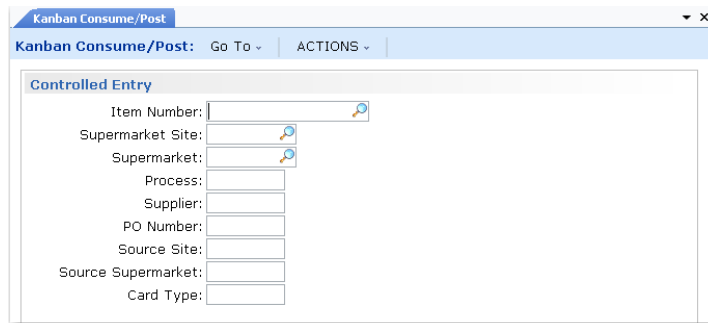 Kanban Consume/Post
Kanban Consume/Post: Go To ACTIONS
Controlled Entry
Item Number:
Supermarket Site:
Supermarket:
Process:
Supplier:
PO Number:
Source Site:
Source Supermarket:
Card Type: